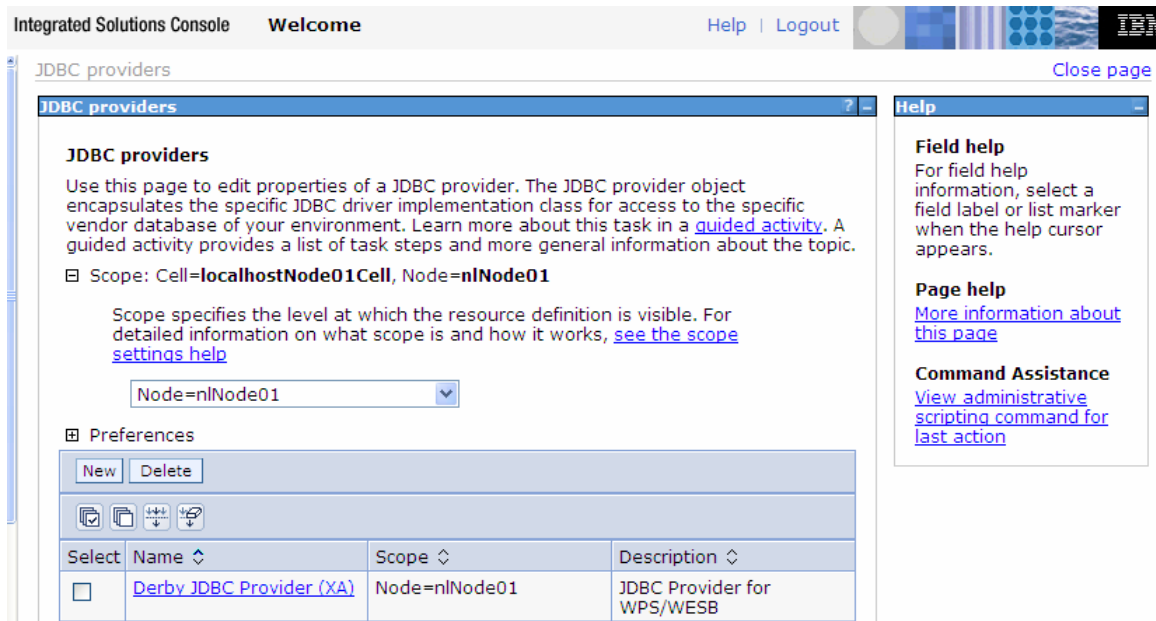 Integrated Solutions Console Welcome Help | Logout IBM
JDBC providers Close page
JDBC providers ? -
JDBC providers
Use this page to edit properties of a JDBC provider. The JDBC provider object
encapsulates the specific JDBC driver implementation class for access to the specific
vendor database of your environment. Learn more about this task in a guided activity. A
guided activity provides a list of task steps and more general information about the topic.
Scope: Cell=localhostNode01Cell, Node=nlNode01
Scope specifies the level at which the resource definition is visible. For
detailed information on what scope is and how it works, see the scope
settings help
Node=nlNode01
Preferences
New Delete
Select Name Scope Description
Derby JDBC Provider (XA) Node=nlNode01 JDBC Provider for
WPS/WESB
Help -
Field help
For field help
information, select a
field label or list marker
when the help cursor
appears.
Page help
More information about
this page
Command Assistance
View administrative
scripting command for
last action